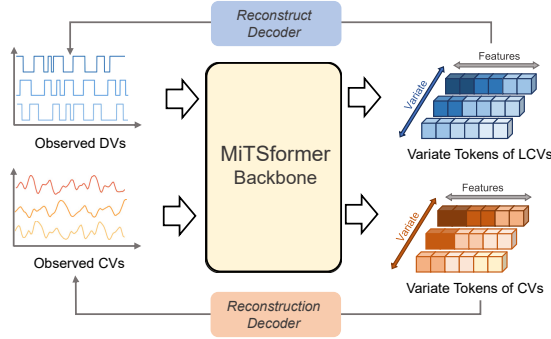 Reconstruct
Decoder
Features
Variate
Observed DVs
Variate Tokens of LCVs
MiTSformer
Backbone
Features
Variate
Observed CVs
Variate Tokens of CVs
Reconstruction
Decoder